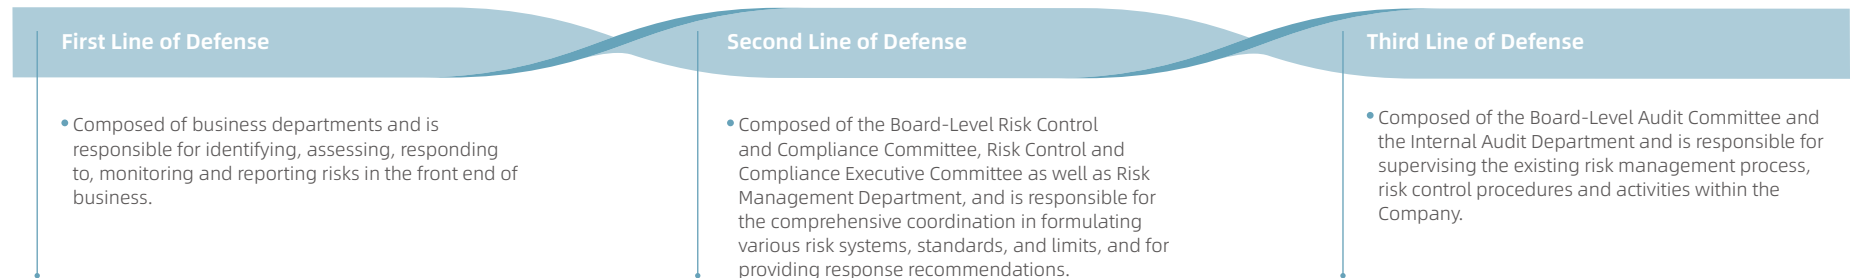 First Line of Defense
• Composed of business departments and is
responsible for identifying, assessing, responding
to, monitoring and reporting risks in the front end of
business.
Second Line of Defense
• Composed of the Board-Level Risk Control
and Compliance Committee, Risk Control and
Compliance Executive Committee as well as Risk
Management Department, and is responsible for
the comprehensive coordination in formulating
various risk systems, standards, and limits, and for
providing response recommendations.
Third Line of Defense
• Composed of the Board-Level Audit Committee and
the Internal Audit Department and is responsible for
supervising the existing risk management process,
risk control procedures and activities within the
Company.